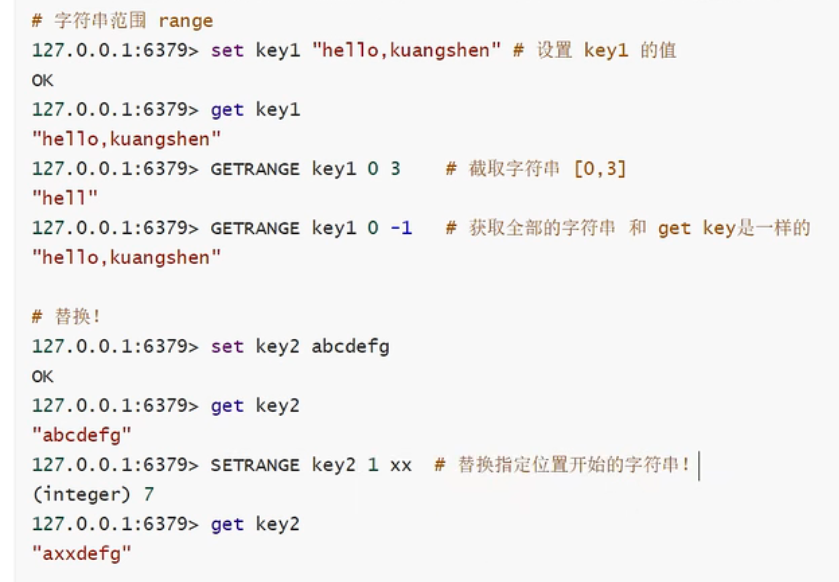 # 字符串范围 range
127.0.0.1:6379> set key1 "hello,kuangshen" # 设置 key1 的值
OK
127.0.0.1:6379> get key1
"hello,kuangshen"
127.0.0.1:6379> GETRANGE key1 0 3    # 截取字符串 [0,3]
"hell"
127.0.0.1:6379> GETRANGE key1 0 -1   # 获取全部的字符串 和 get key是一样的
"hello,kuangshen"
# 替换!
127.0.0.1:6379> set key2 abcdefg
OK
127.0.0.1:6379> get key2
"abcdefg"
127.0.0.1:6379> SETRANGE key2 1 xx  # 替换指定位置开始的字符串!
(integer) 7
127.0.0.1:6379> get key2
"axxdefg"